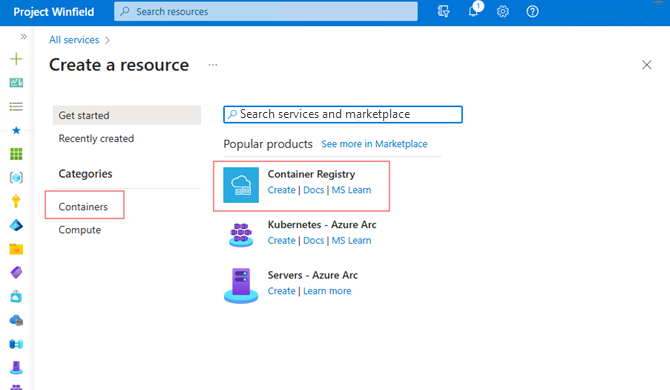 Project Winfield
Search resources
1
All services >
Create a resource ...
Get started
Recently created
Categories
Containers
Compute
Search services and marketplace
Popular products See more in Marketplace
Container Registry
Create | Docs | MS Learn
Kubernetes - Azure Arc
Create | Docs | MS Learn
Servers - Azure Arc
Create | Learn more